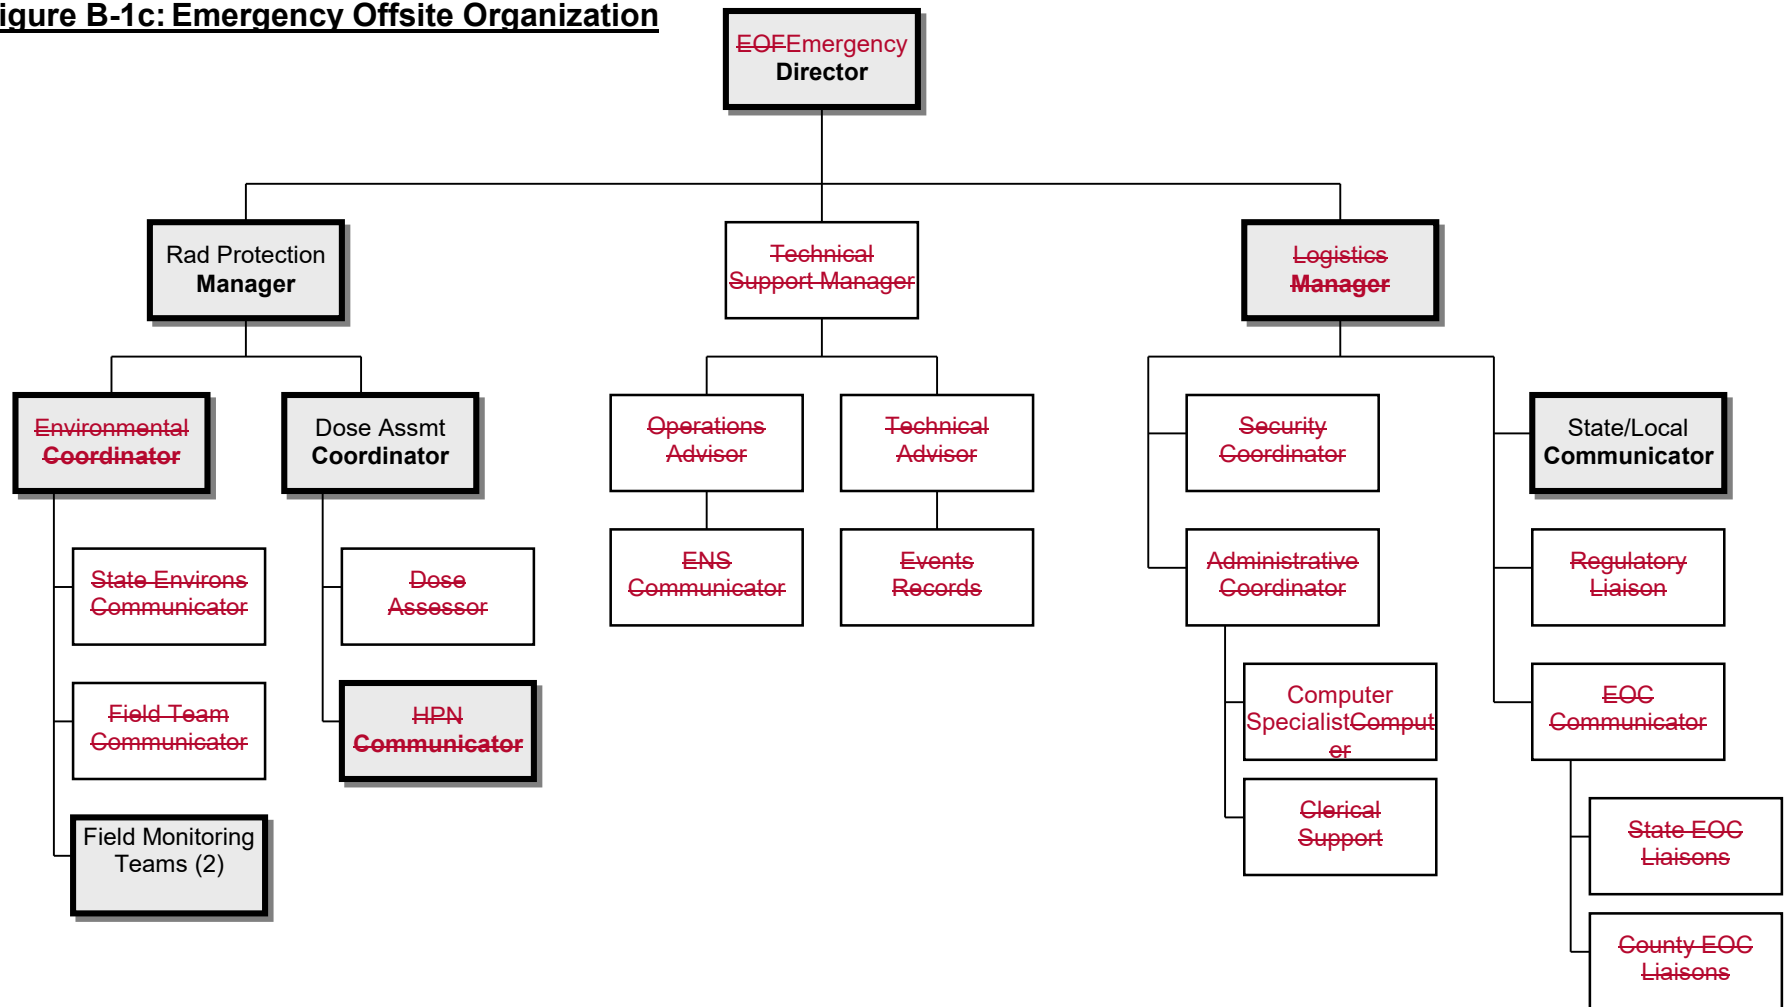 igure B-1c: Emergency Offsite Organization
EOFEmergency
Director
Rad Protection
Manager
Technical
Support Manager
Logistics
Manager
Environmental
Coordinator
Dose Assmt
Coordinator
Operations
Advisor
Technical
Advisor
Security
Coordinator
State/Local
Communicator
State Environs
Communicator
Dose
Assessor
ENS
Communicator
Events
Records
Administrative
Coordinator
Regulatory
Liaison
Field Team
Communicator
HPN
Communicator
Computer
SpecialistComput
er
EOC
Communicator
Field Monitoring
Teams (2)
Clerical
Support
State EOC
Liaisons
County EOC
Liaisons